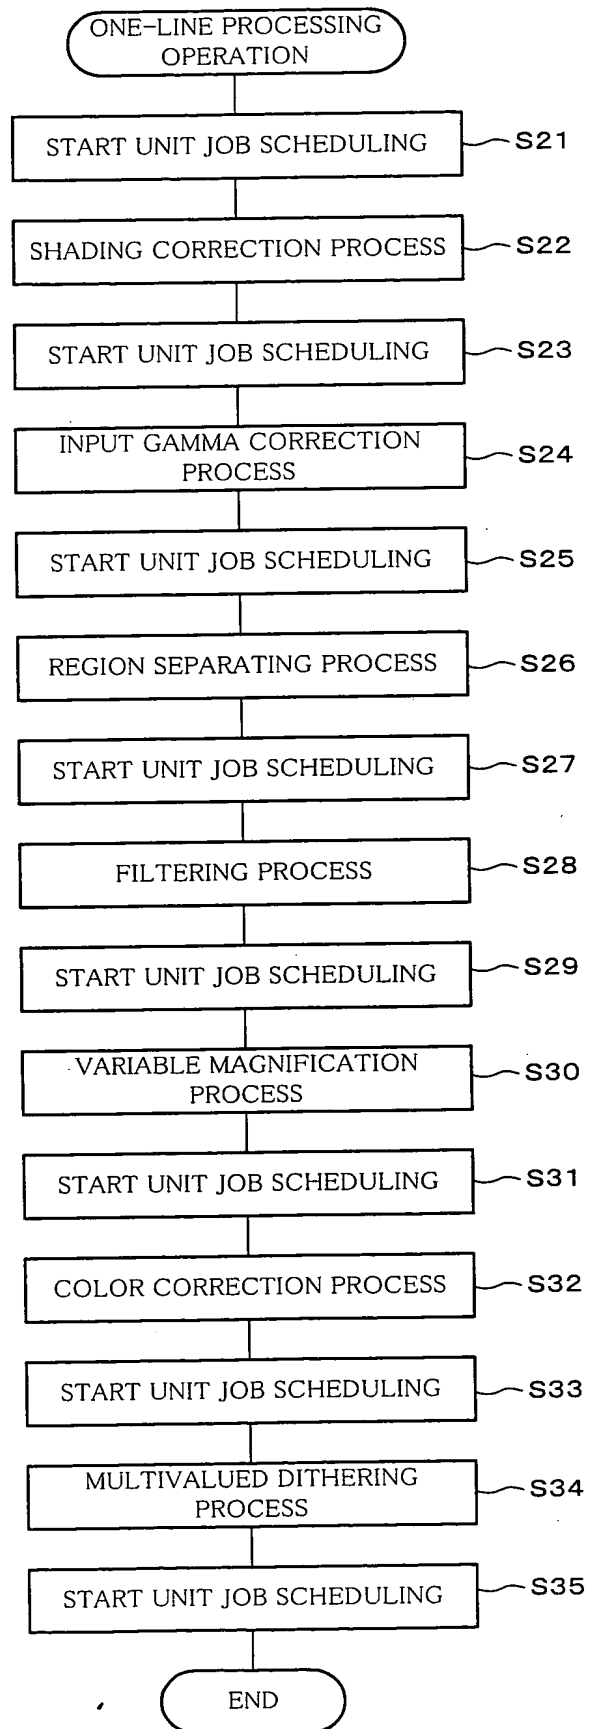 ONE-LINE PROCESSING
OPERATION
START UNIT JOB SCHEDULING
S21
SHADING CORRECTION PROCESS
S22
START UNIT JOB SCHEDULING
S23
INPUT GAMMA CORRECTION
PROCESS
S24
START UNIT JOB SCHEDULING
S25
REGION SEPARATING PROCESS
S26
START UNIT JOB SCHEDULING
S27
FILTERING PROCESS
S28
START UNIT JOB SCHEDULING
S29
VARIABLE MAGNIFICATION
PROCESS
S30
START UNIT JOB SCHEDULING
S31
COLOR CORRECTION PROCESS
S32
START UNIT JOB SCHEDULING
S33
MULTIVALUED DITHERING
PROCESS
S34
START UNIT JOB SCHEDULING
S35
END